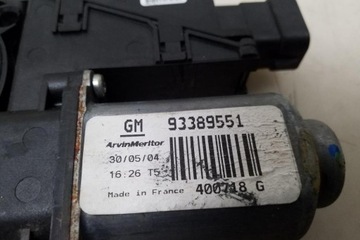 GM 93389551
ArvinMeritor
30/05/04
16:26 T5
Made in France 400718 G